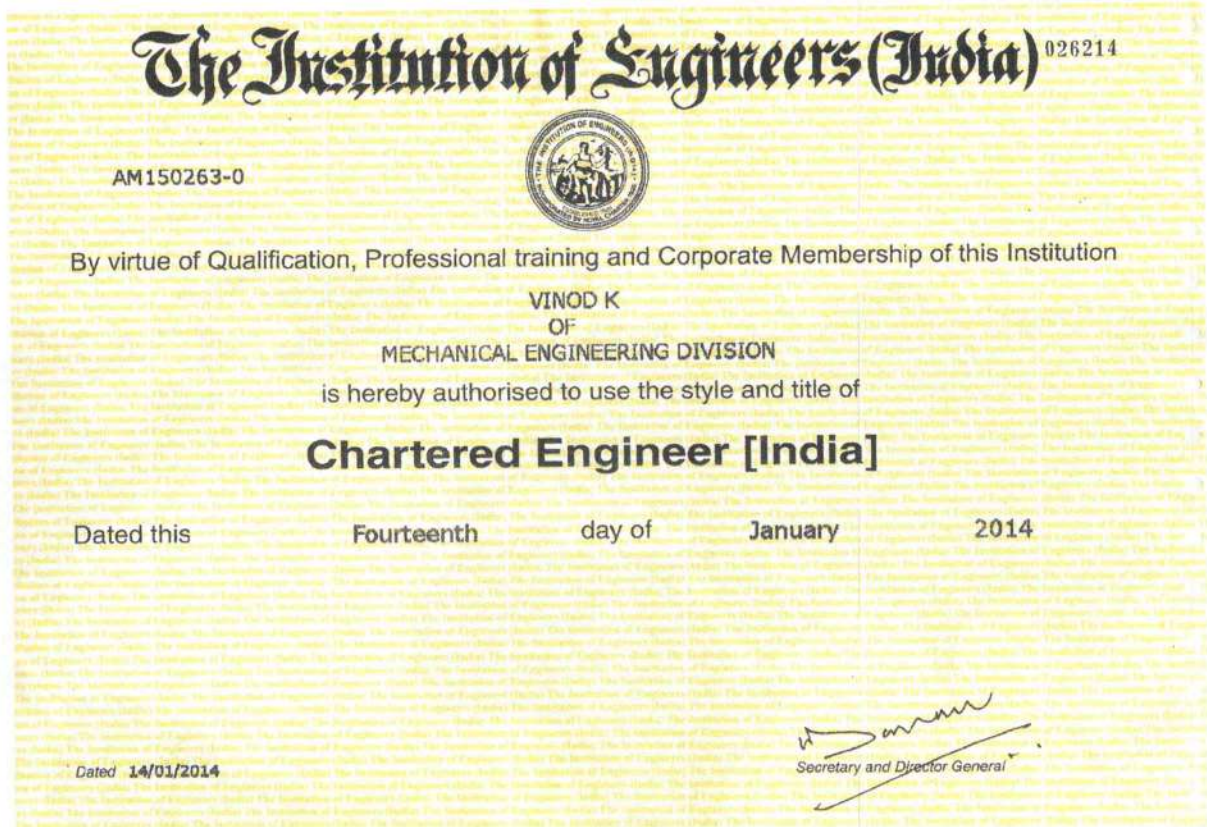 The Institution of Engineers (India) 026214
AM150263-0
By virtue of Qualification, Professional training and Corporate Membership of this Institution
VINOD K
OF
MECHANICAL ENGINEERING DIVISION
is hereby authorised to use the style and title of
Chartered Engineer [India]
Dated this Fourteenth day of January 2014
Secretary and Director General
Dated 14/01/2014